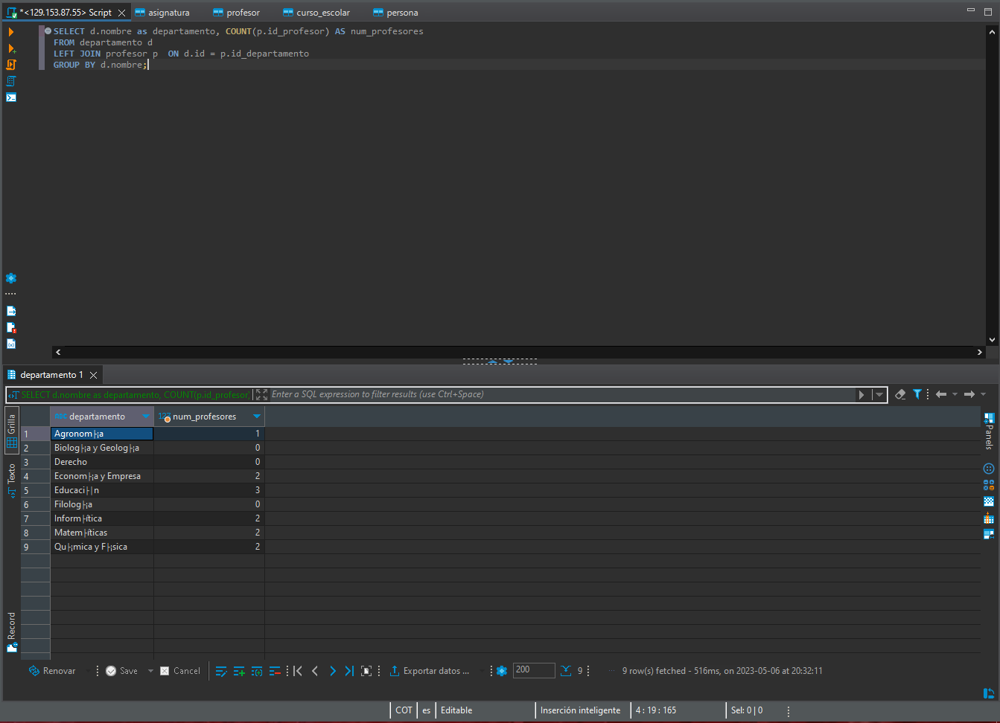 *<129.153.87.55> Script
asignatura
profesor
curso_escolar
persona
SELECT d.nombre as departamento, COUNT(p.id_profesor) AS num_profesores
FROM departamento d
LEFT JOIN profesor p  ON d.id = p.id_departamento
GROUP BY d.nombre;
departamento 1
SELECT d.nombre as departamento, COUNT(p.id_profesor)
Enter a SQL expression to filter results (use Ctrl+Space)
Grilla
Texto
Record
Panels
ABC departamento 123 num_profesores
1 Agronom├¡a 1
2 Biolog├¡a y Geolog├¡a 0
3 Derecho 0
4 Econom├¡a y Empresa 2
5 Educaci├│n 3
6 Filolog├¡a 0
7 Inform├ítica 2
8 Matem├íticas 2
9 Qu├¡mica y F├¡sica 2
Renovar Save Cancel Exportar datos ... 200 9 9 row(s) fetched - 516ms, on 2023-05-06 at 20:32:11
COT es Editable Inserción inteligente 4 : 19 : 165 Sel: 0 | 0